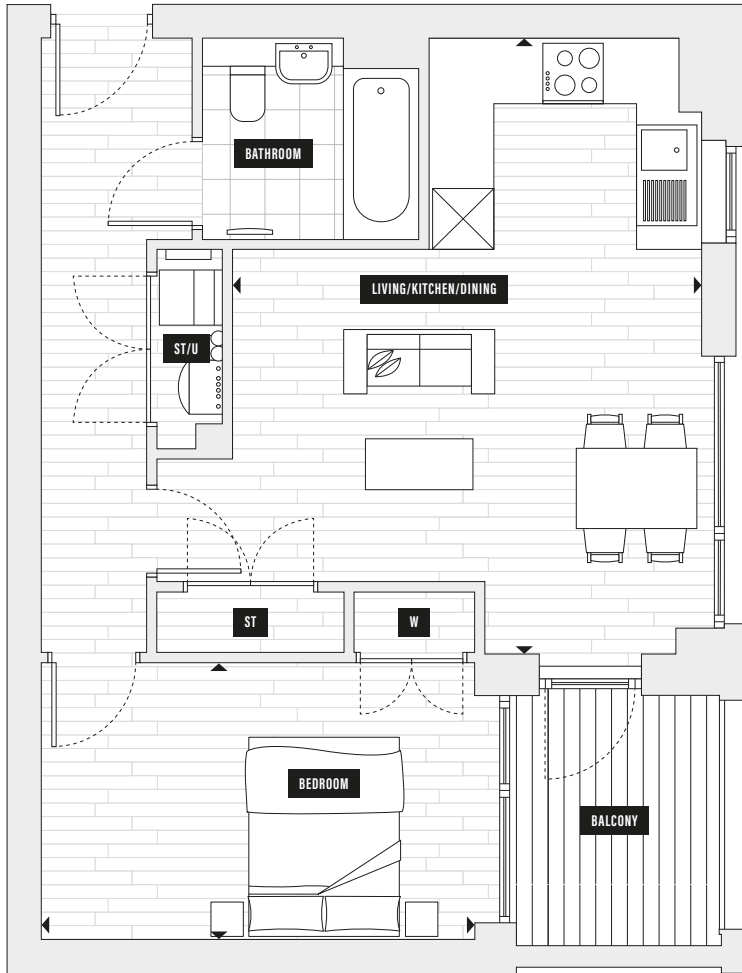 BATHROOM
LIVING/KITCHEN/DINING
ST/U
ST
W
BEDROOM
BALCONY